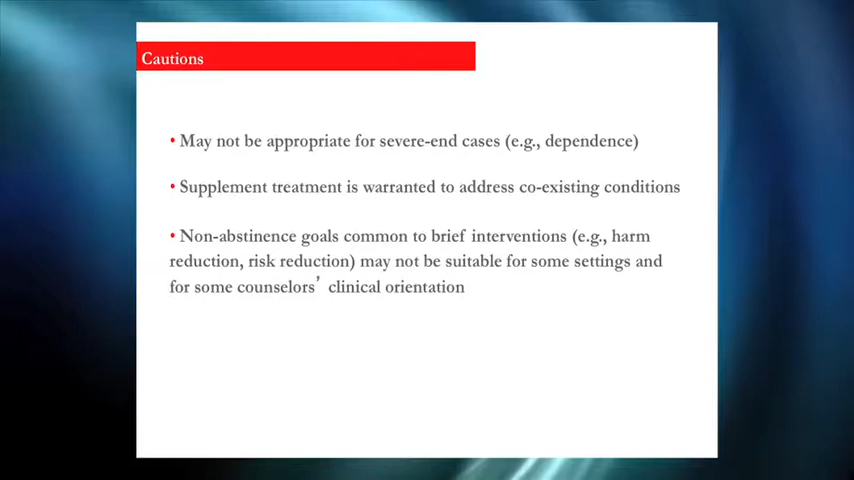 Cautions
• May not be appropriate for severe-end cases (e.g., dependence)
• Supplement treatment is warranted to address co-existing conditions
• Non-abstinence goals common to brief interventions (e.g., harm
reduction, risk reduction) may not be suitable for some settings and
for some counselors’ clinical orientation